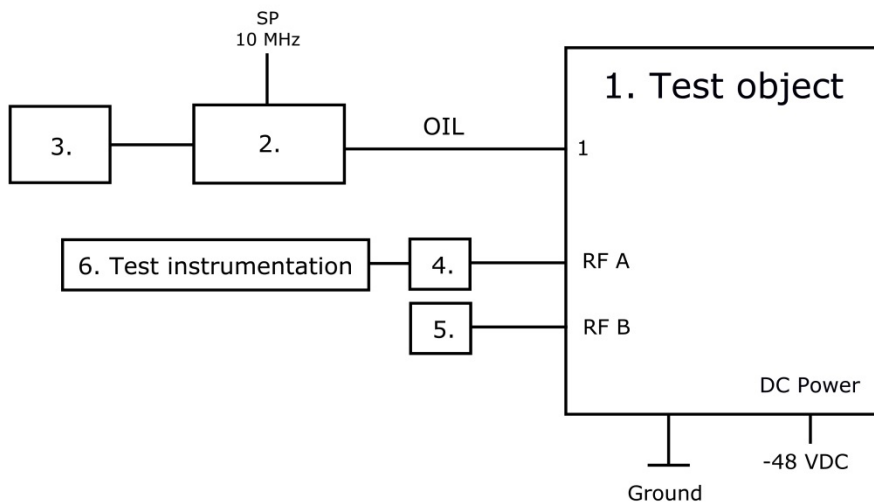 SP
10 MHz
1. Test object
3.
2.
OIL
1
6. Test instrumentation
4.
RF A
5.
RF B
DC Power
-48 VDC
Ground